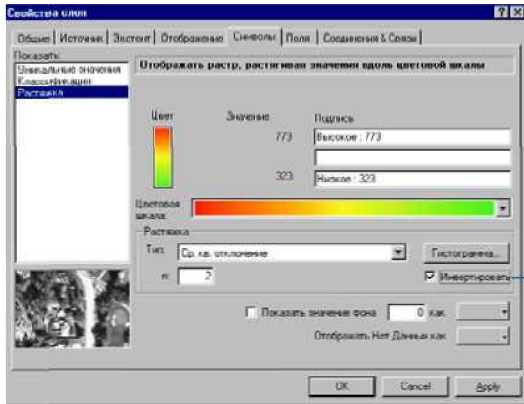 Свойства слоя
Общие Источник Экстент Отображение Символы Поля Соединения & Связи
Показать:
Уникальные значения
Классификация
Растяжка
Отображать растр, растягивая значения вдоль цветовой шкалы
Цвет Значение Подпись
773 Высокое : 773
323 Низкое : 323
Цветовая шкала:
Растяжка
Тип: Ср. кв. отклонение Гистограмма...
n: 2 Инвертировать
Показать значение фона 0 как
Отображать Нет Данных как
OK Cancel Apply